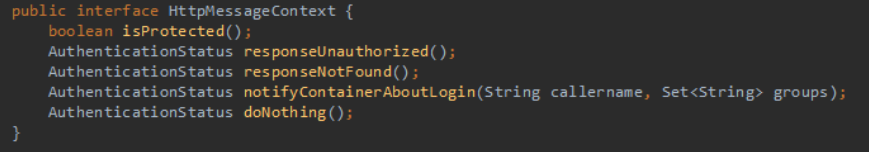 public interface HttpMessageContext {
    boolean isProtected();
    AuthenticationStatus responseUnauthorized();
    AuthenticationStatus responseNotFound();
    AuthenticationStatus notifyContainerAboutLogin(String callername, Set<String> groups);
    AuthenticationStatus doNothing();
}